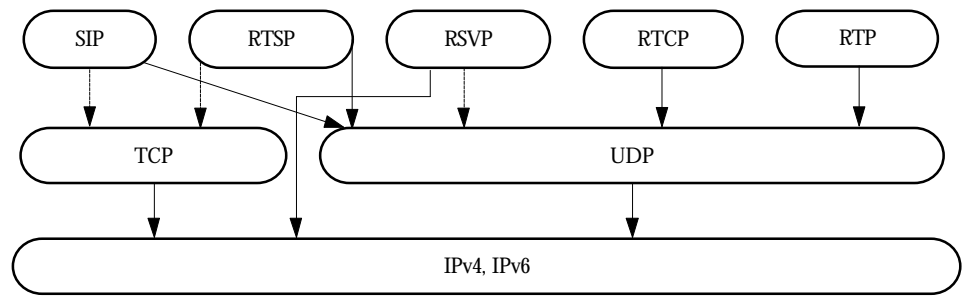 SIP
RTSP
RSVP
RTCP
RTP
TCP
UDP
IPv4, IPv6